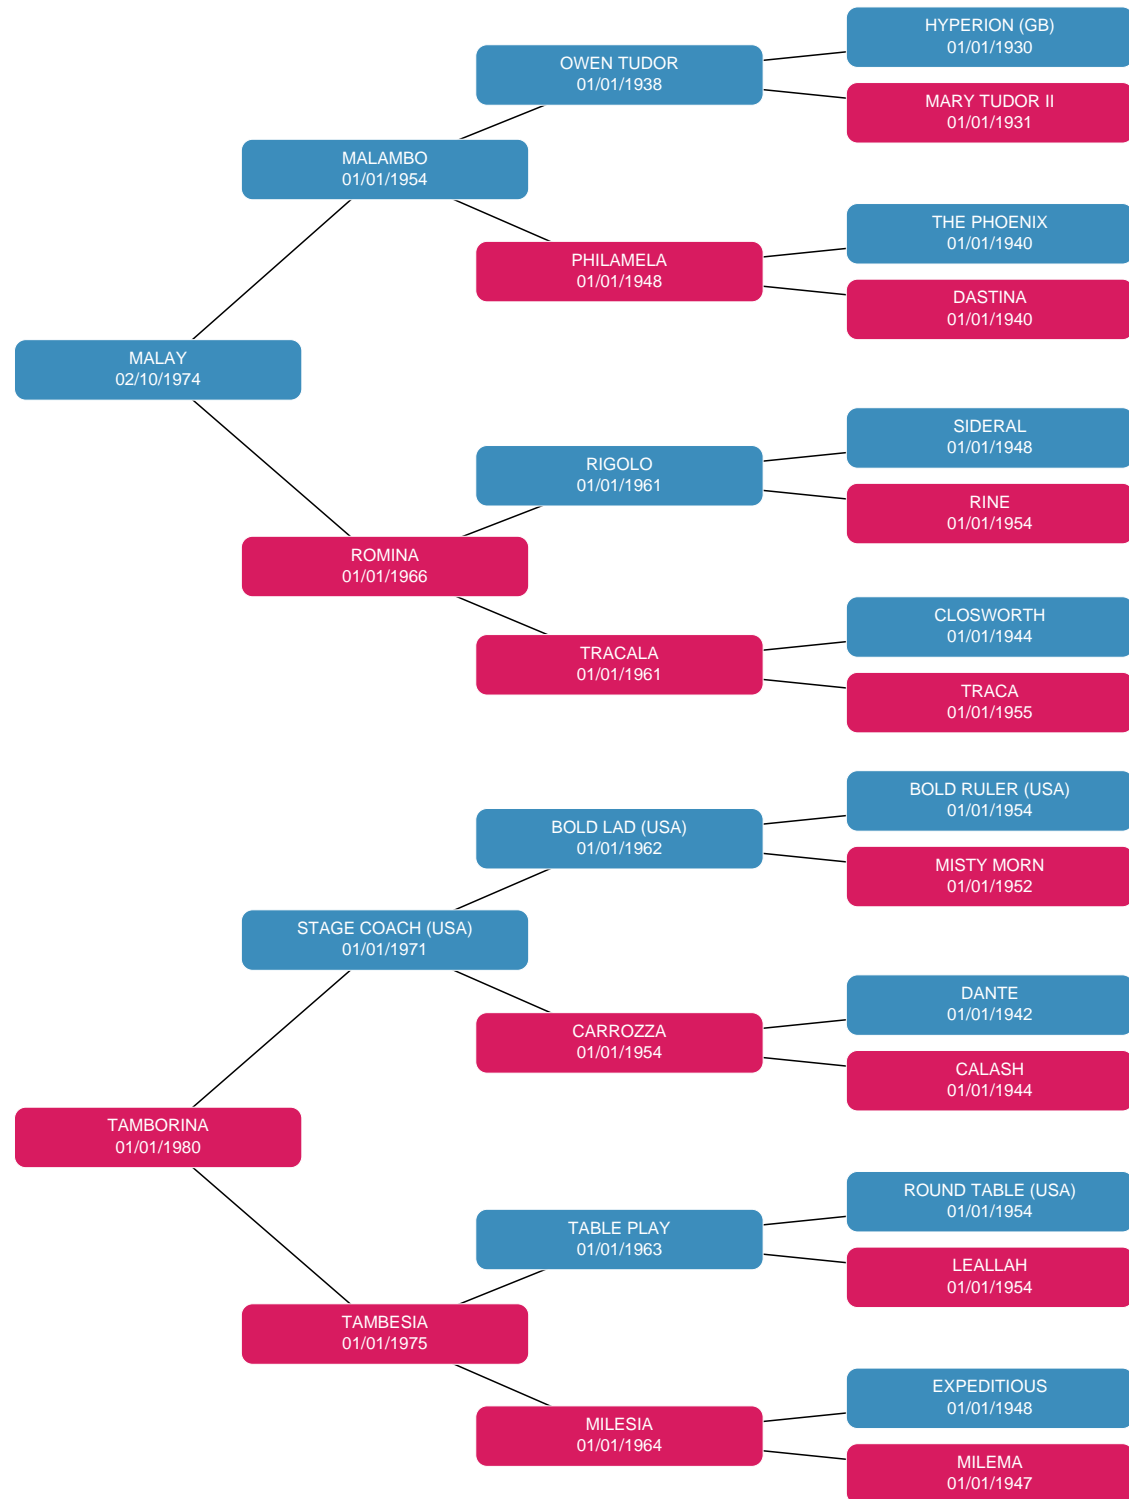 HYPERION (GB)
01/01/1930
OWEN TUDOR
01/01/1938
MARY TUDOR II
01/01/1931
MALAMBO
01/01/1954
THE PHOENIX
01/01/1940
PHILAMELA
01/01/1948
DASTINA
01/01/1940
MALAY
02/10/1974
SIDERAL
01/01/1948
RIGOLO
01/01/1961
RINE
01/01/1954
ROMINA
01/01/1966
CLOSWORTH
01/01/1944
TRACALA
01/01/1961
TRACA
01/01/1955
BOLD RULER (USA)
01/01/1954
BOLD LAD (USA)
01/01/1962
MISTY MORN
01/01/1952
STAGE COACH (USA)
01/01/1971
DANTE
01/01/1942
CARROZZA
01/01/1954
CALASH
01/01/1944
TAMBORINA
01/01/1980
ROUND TABLE (USA)
01/01/1954
TABLE PLAY
01/01/1963
LEALLAH
01/01/1954
TAMBESIA
01/01/1975
EXPEDITIOUS
01/01/1948
MILESIA
01/01/1964
MILEMA
01/01/1947